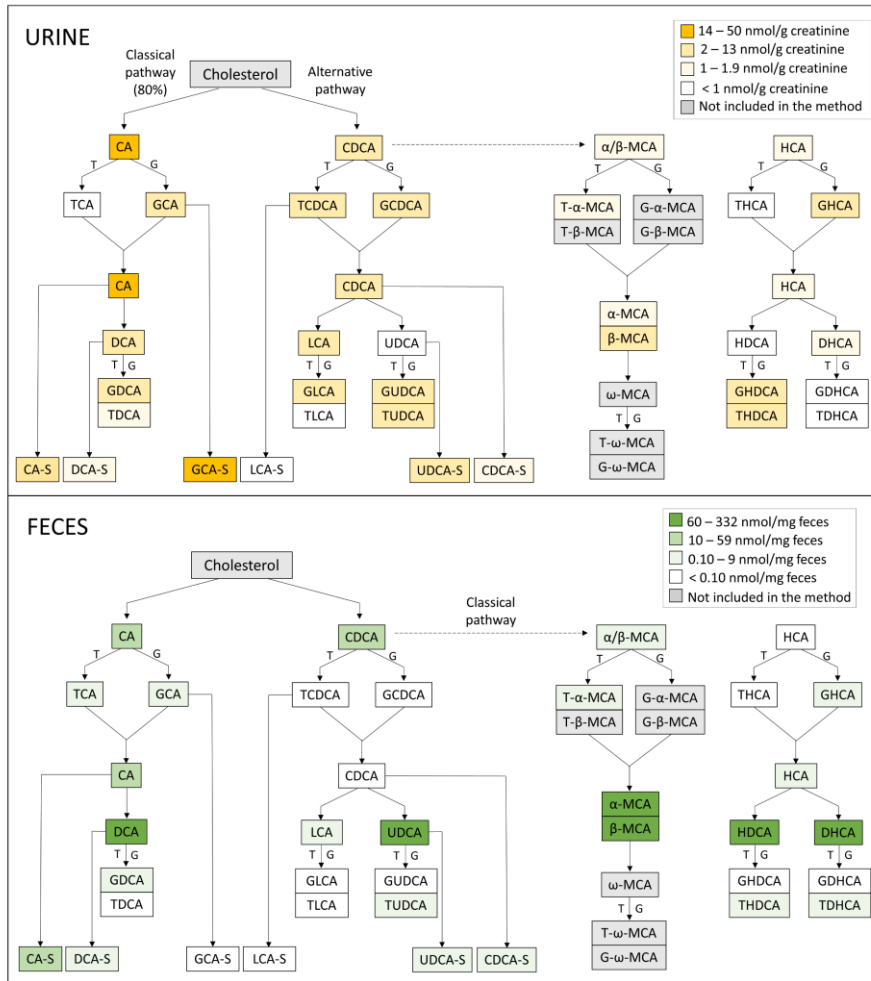 URINE
14 – 50 nmol/g creatinine
2 – 13 nmol/g creatinine
1 – 1.9 nmol/g creatinine
< 1 nmol/g creatinine
Not included in the method
Classical
pathway
(80%)
Cholesterol
Alternative
pathway
CA
CDCA
α/β-MCA
HCA
T G
T G
T G
T G
TCA
GCA
TCDCA
GCDCA
T-α-MCA
T-β-MCA
G-α-MCA
G-β-MCA
THCA
GHCA
CA
CDCA
α-MCA
β-MCA
HCA
DCA
LCA
UDCA
HDCA
DHCA
T G
T G
T G
T G
T G
GDCA
TDCA
GLCA
TLCA
GUDCA
TUDCA
ω-MCA
GHDCA
THDCA
GDHCA
TDHCA
T G
T-ω-MCA
G-ω-MCA
CA-S
DCA-S
GCA-S
LCA-S
UDCA-S
CDCA-S
FECES
60 – 332 nmol/mg feces
10 – 59 nmol/mg feces
0.10 – 9 nmol/mg feces
< 0.10 nmol/mg feces
Not included in the method
Cholesterol
Classical
pathway
CA
CDCA
α/β-MCA
HCA
T G
T G
T G
T G
TCA
GCA
TCDCA
GCDCA
T-α-MCA
T-β-MCA
G-α-MCA
G-β-MCA
THCA
GHCA
CA
CDCA
α-MCA
β-MCA
HCA
DCA
LCA
UDCA
HDCA
DHCA
T G
T G
T G
T G
T G
GDCA
TDCA
GLCA
TLCA
GUDCA
TUDCA
ω-MCA
GHDCA
THDCA
GDHCA
TDHCA
T G
T-ω-MCA
G-ω-MCA
CA-S
DCA-S
GCA-S
LCA-S
UDCA-S
CDCA-S